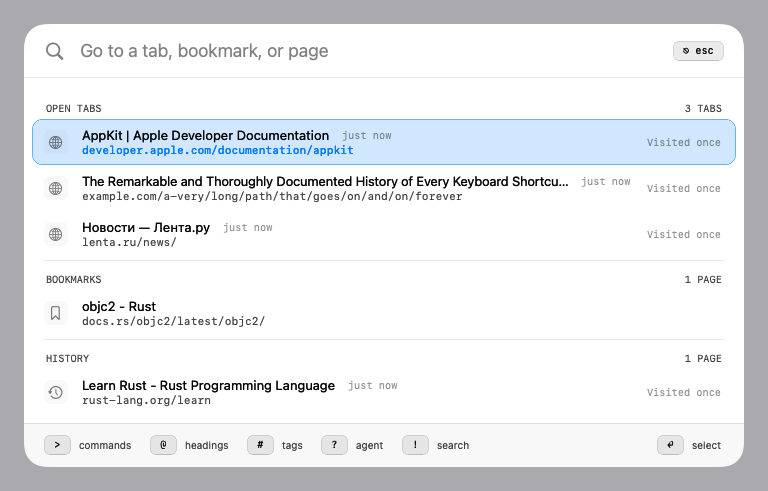 Go to a tab, bookmark, or page
esc
OPEN TABS 3 TABS
AppKit | Apple Developer Documentation just now
developer.apple.com/documentation/appkit
Visited once
The Remarkable and Thoroughly Documented History of Every Keyboard Shortcu… just now
example.com/a-very/long/path/that/goes/on/and/on/forever
Visited once
Новости — Лента.ру just now
lenta.ru/news/
Visited once
BOOKMARKS 1 PAGE
objc2 - Rust
docs.rs/objc2/latest/objc2/
HISTORY 1 PAGE
Learn Rust - Rust Programming Language just now
rust-lang.org/learn
Visited once
> commands @ headings # tags ? agent ! search select